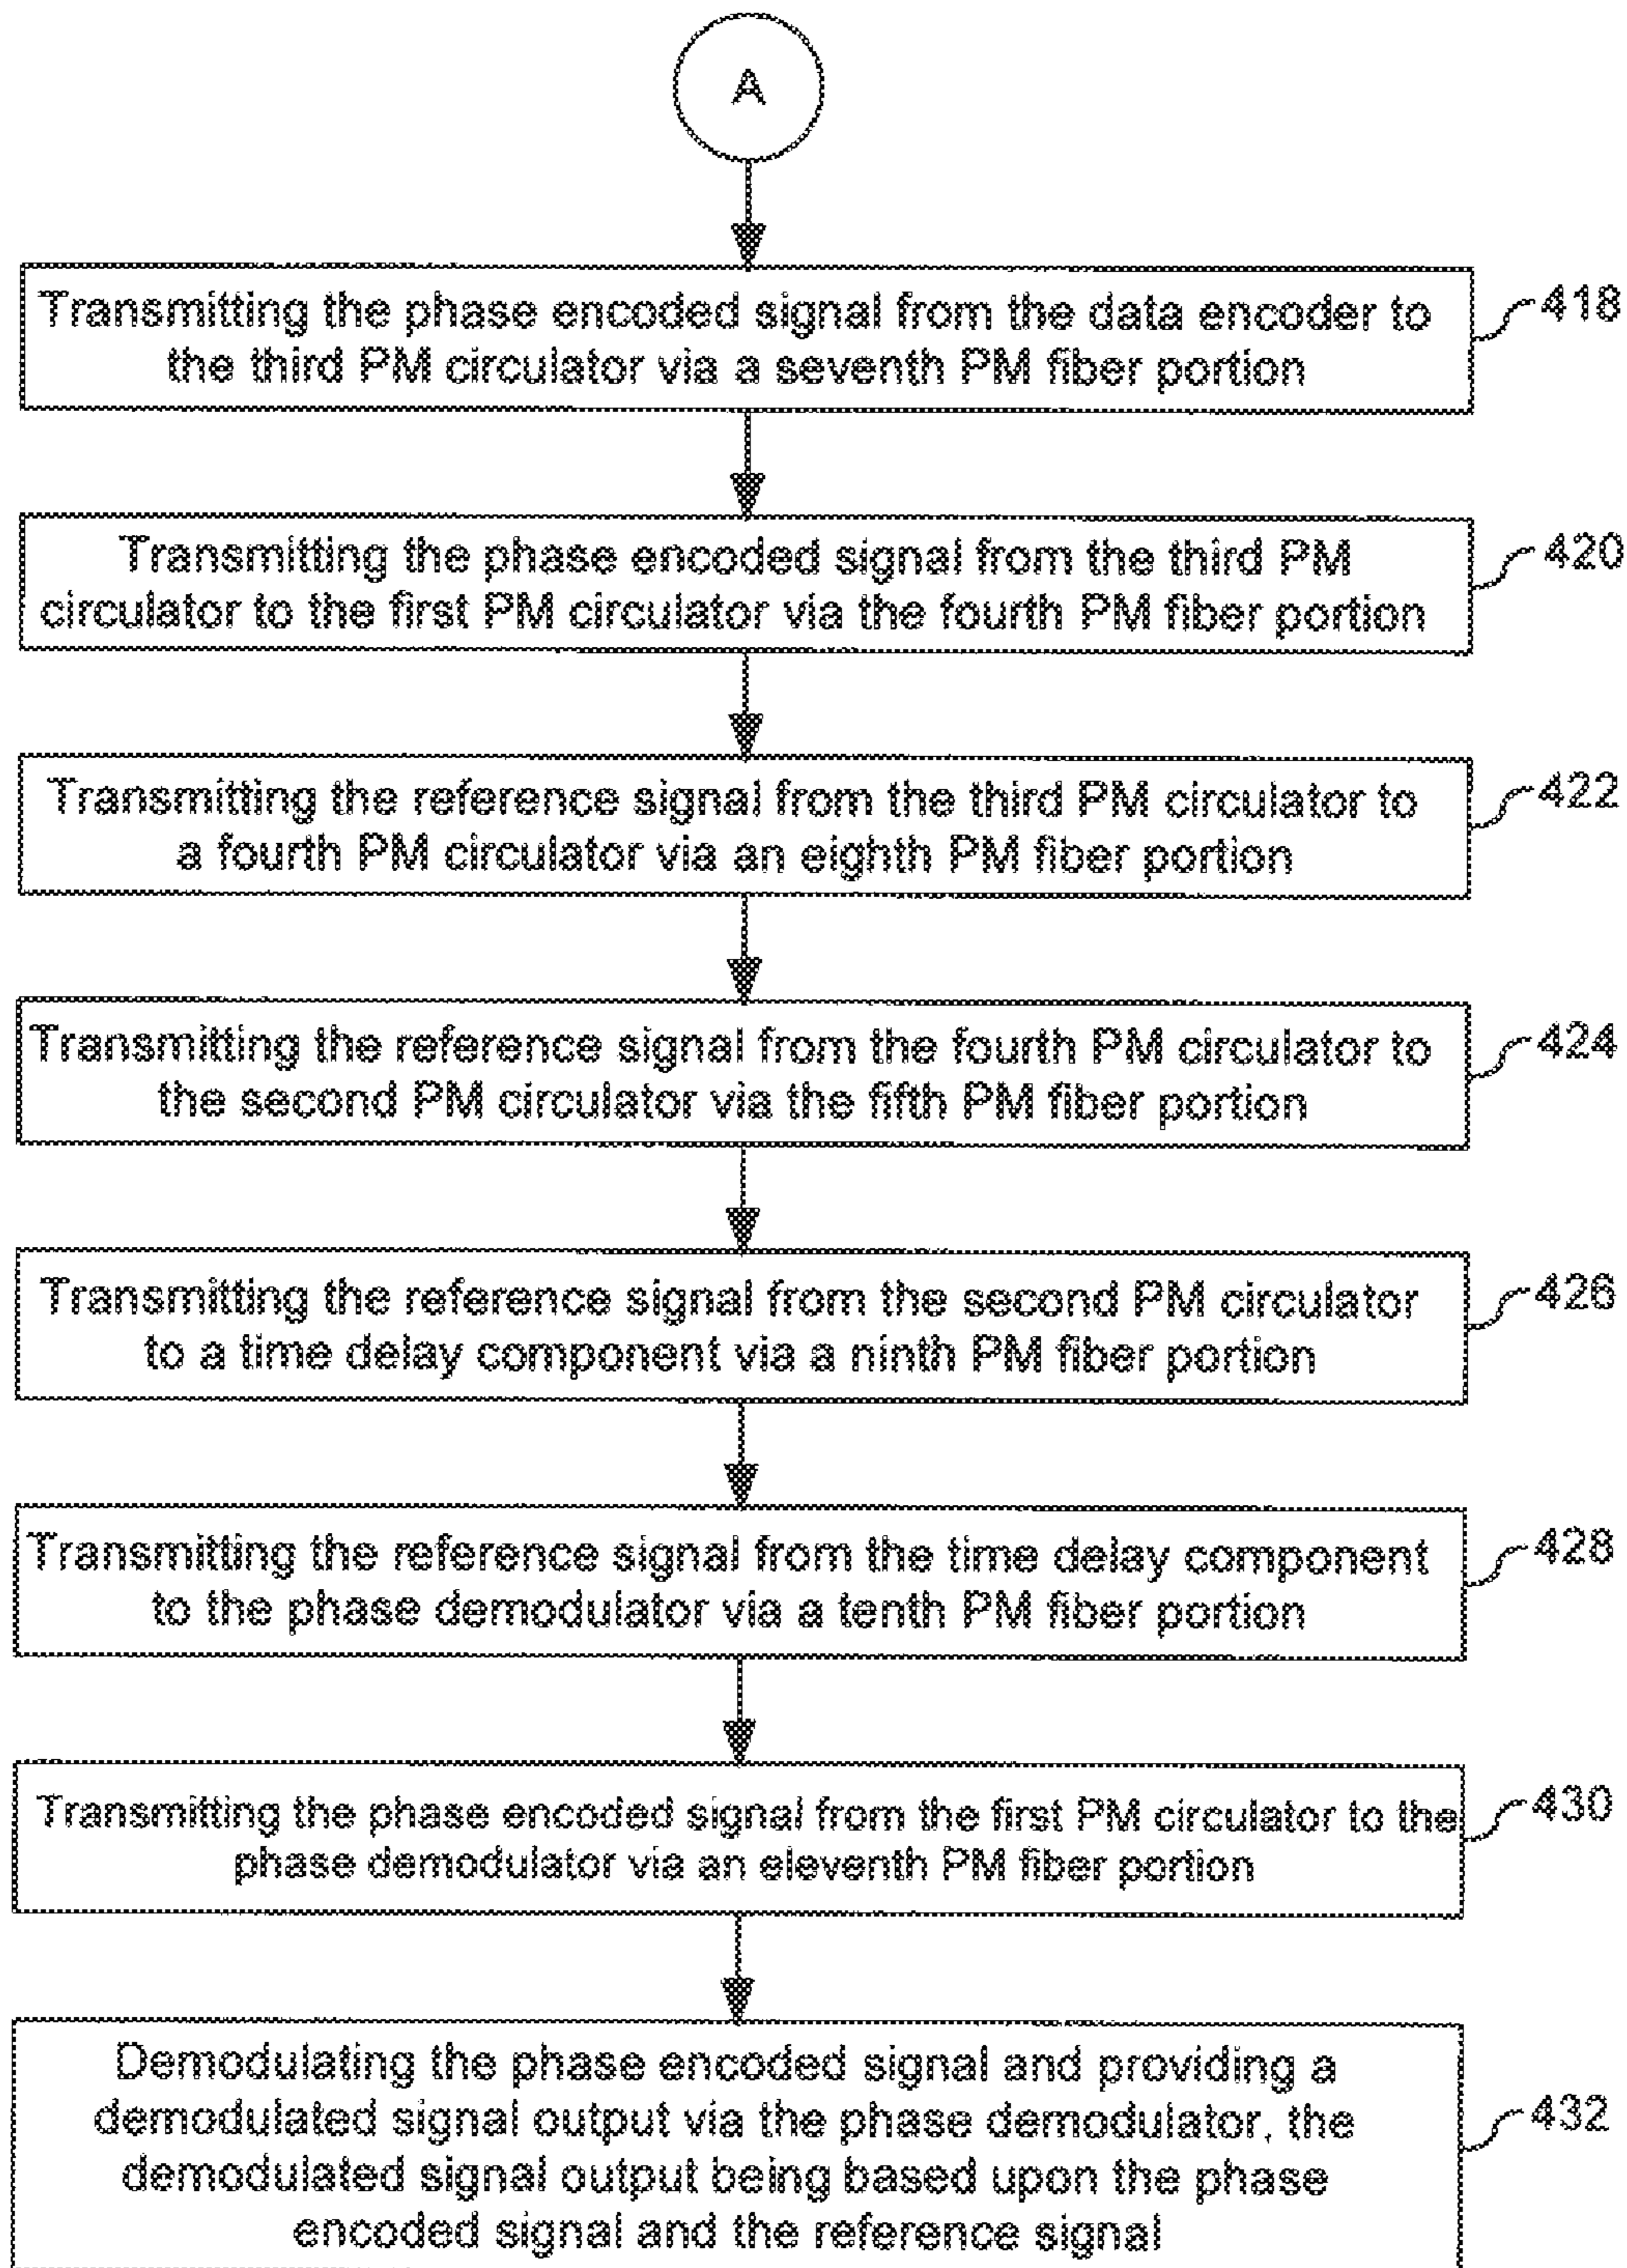 A
Transmitting the phase encoded signal from the data encoder to
the third PM circulator via a seventh PM fiber portion
418
Transmitting the phase encoded signal from the third PM
circulator to the first PM circulator via the fourth PM fiber portion
420
Transmitting the reference signal from the third PM circulator to
a fourth PM circulator via an eighth PM fiber portion
422
Transmitting the reference signal from the fourth PM circulator to
the second PM circulator via the fifth PM fiber portion
424
Transmitting the reference signal from the second PM circulator
to a time delay component via a ninth PM fiber portion
426
Transmitting the reference signal from the time delay component
to the phase demodulator via a tenth PM fiber portion
428
Transmitting the phase encoded signal from the first PM circulator to the
phase demodulator via an eleventh PM fiber portion
430
Demodulating the phase encoded signal and providing a
demodulated signal output via the phase demodulator, the
demodulated signal output being based upon the phase
encoded signal and the reference signal
432